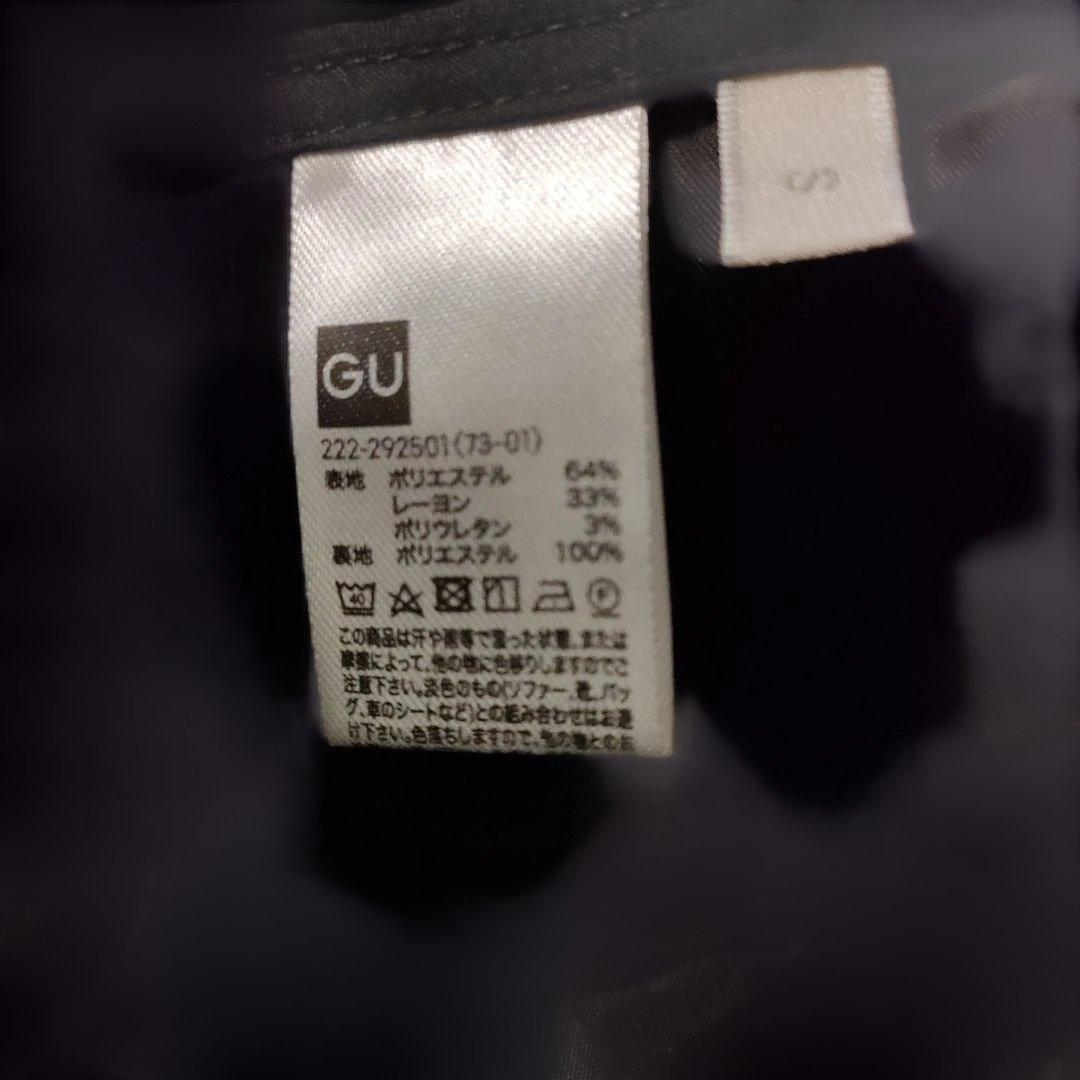 S
GU
222-292501(73-01)
表地 ポリエステル 64%
レーヨン 33%
ポリウレタン 3%
裏地 ポリエステル 100%
40
P
この商品は汗や雨等で湿った状態、または
摩擦によって、他の物に色移りしますのでご
注意下さい。淡色のもの(ソファー、靴、バッ
グ、車のシートなど)との組み合わせはお避
け下さい。色落ちしますので、他の物とのお